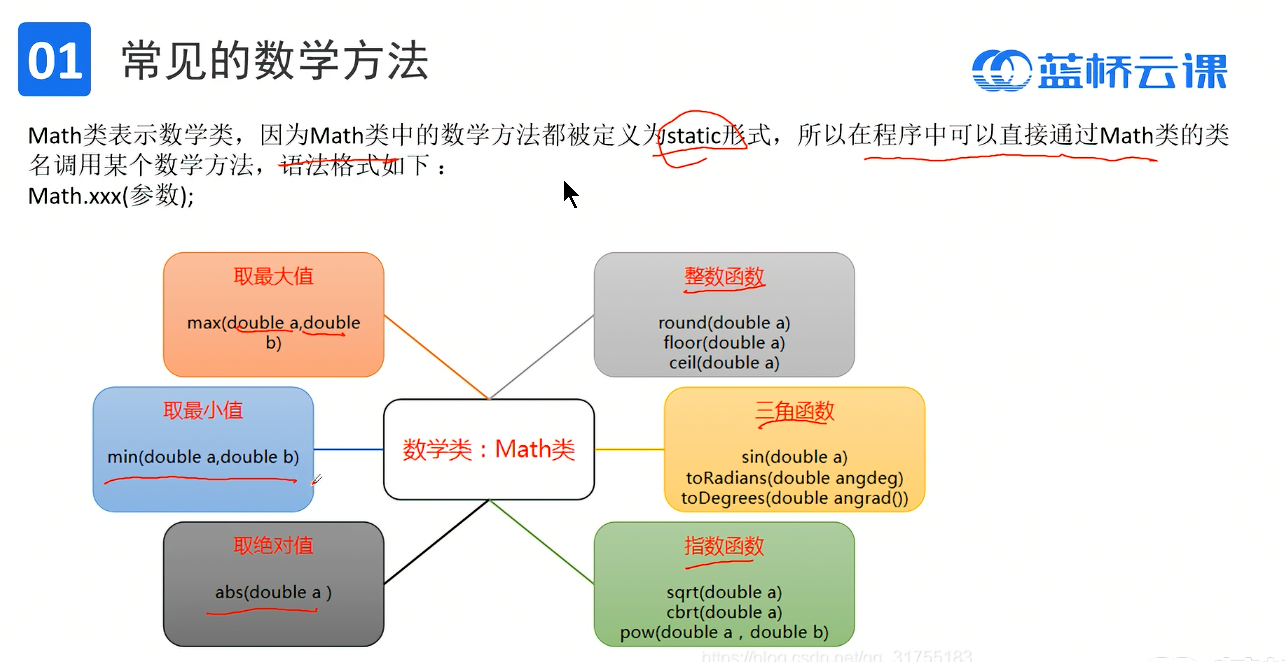 01 常见的数学方法
蓝桥云课
Math类表示数学类，因为Math类中的数学方法都被定义为static形式，所以在程序中可以直接通过Math类的类
名调用某个数学方法，语法格式如下：
Math.xxx(参数);
取最大值
max(double a,double
b)
整数函数
round(double a)
floor(double a)
ceil(double a)
取最小值
min(double a,double b)
数学类：Math类
三角函数
sin(double a)
toRadians(double angdeg)
toDegrees(double angrad())
取绝对值
abs(double a )
指数函数
sqrt(double a)
cbrt(double a)
pow(double a，double b)
https://blog.csdn.net/qq_31755183